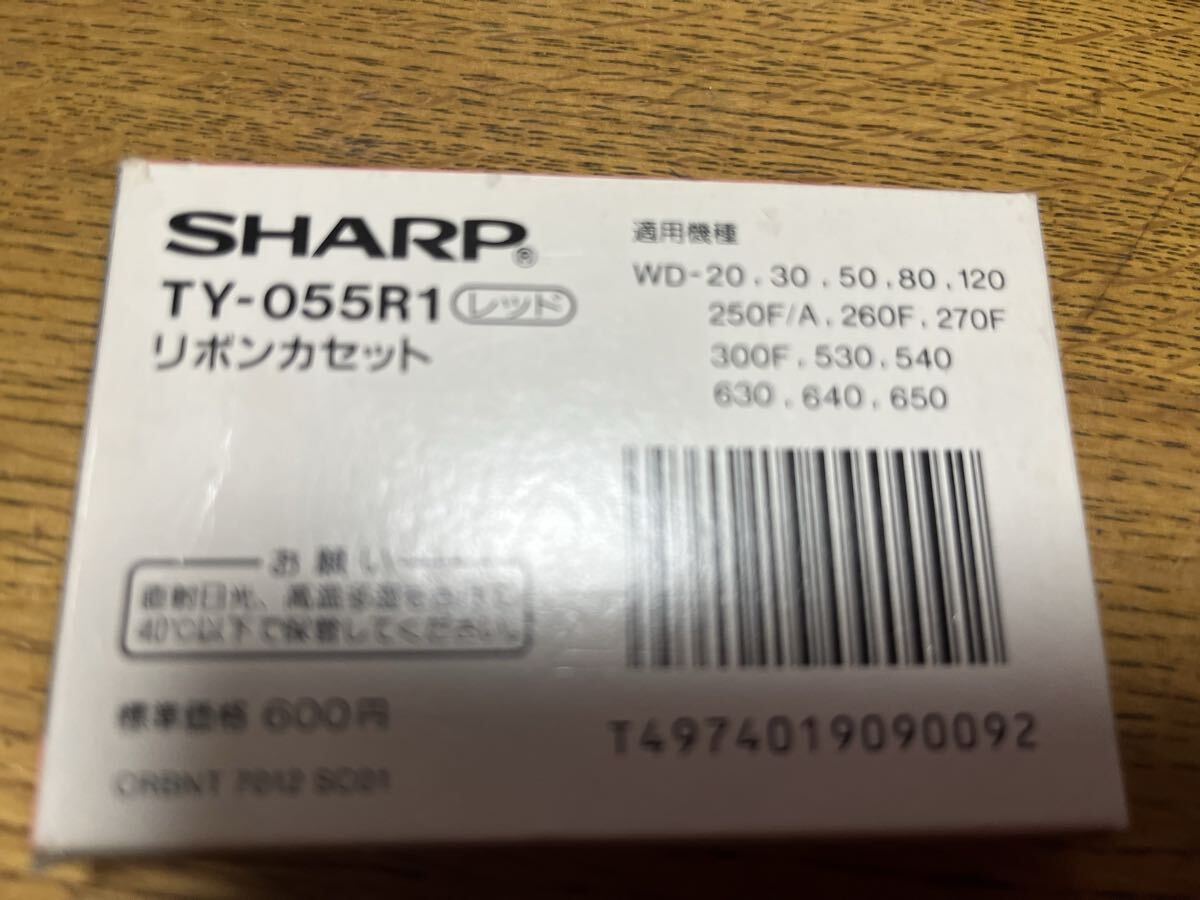 SHARP®
TY-055R1 レッド
リボンカセット
適用機種
WD-20.30.50.80.120
250F/A.260F.270F
300F.530.540
630.640.650
お願い
直射日光、高温多湿をさけて
40℃以下で保管してください。
標準価格 600円
T4974019090092